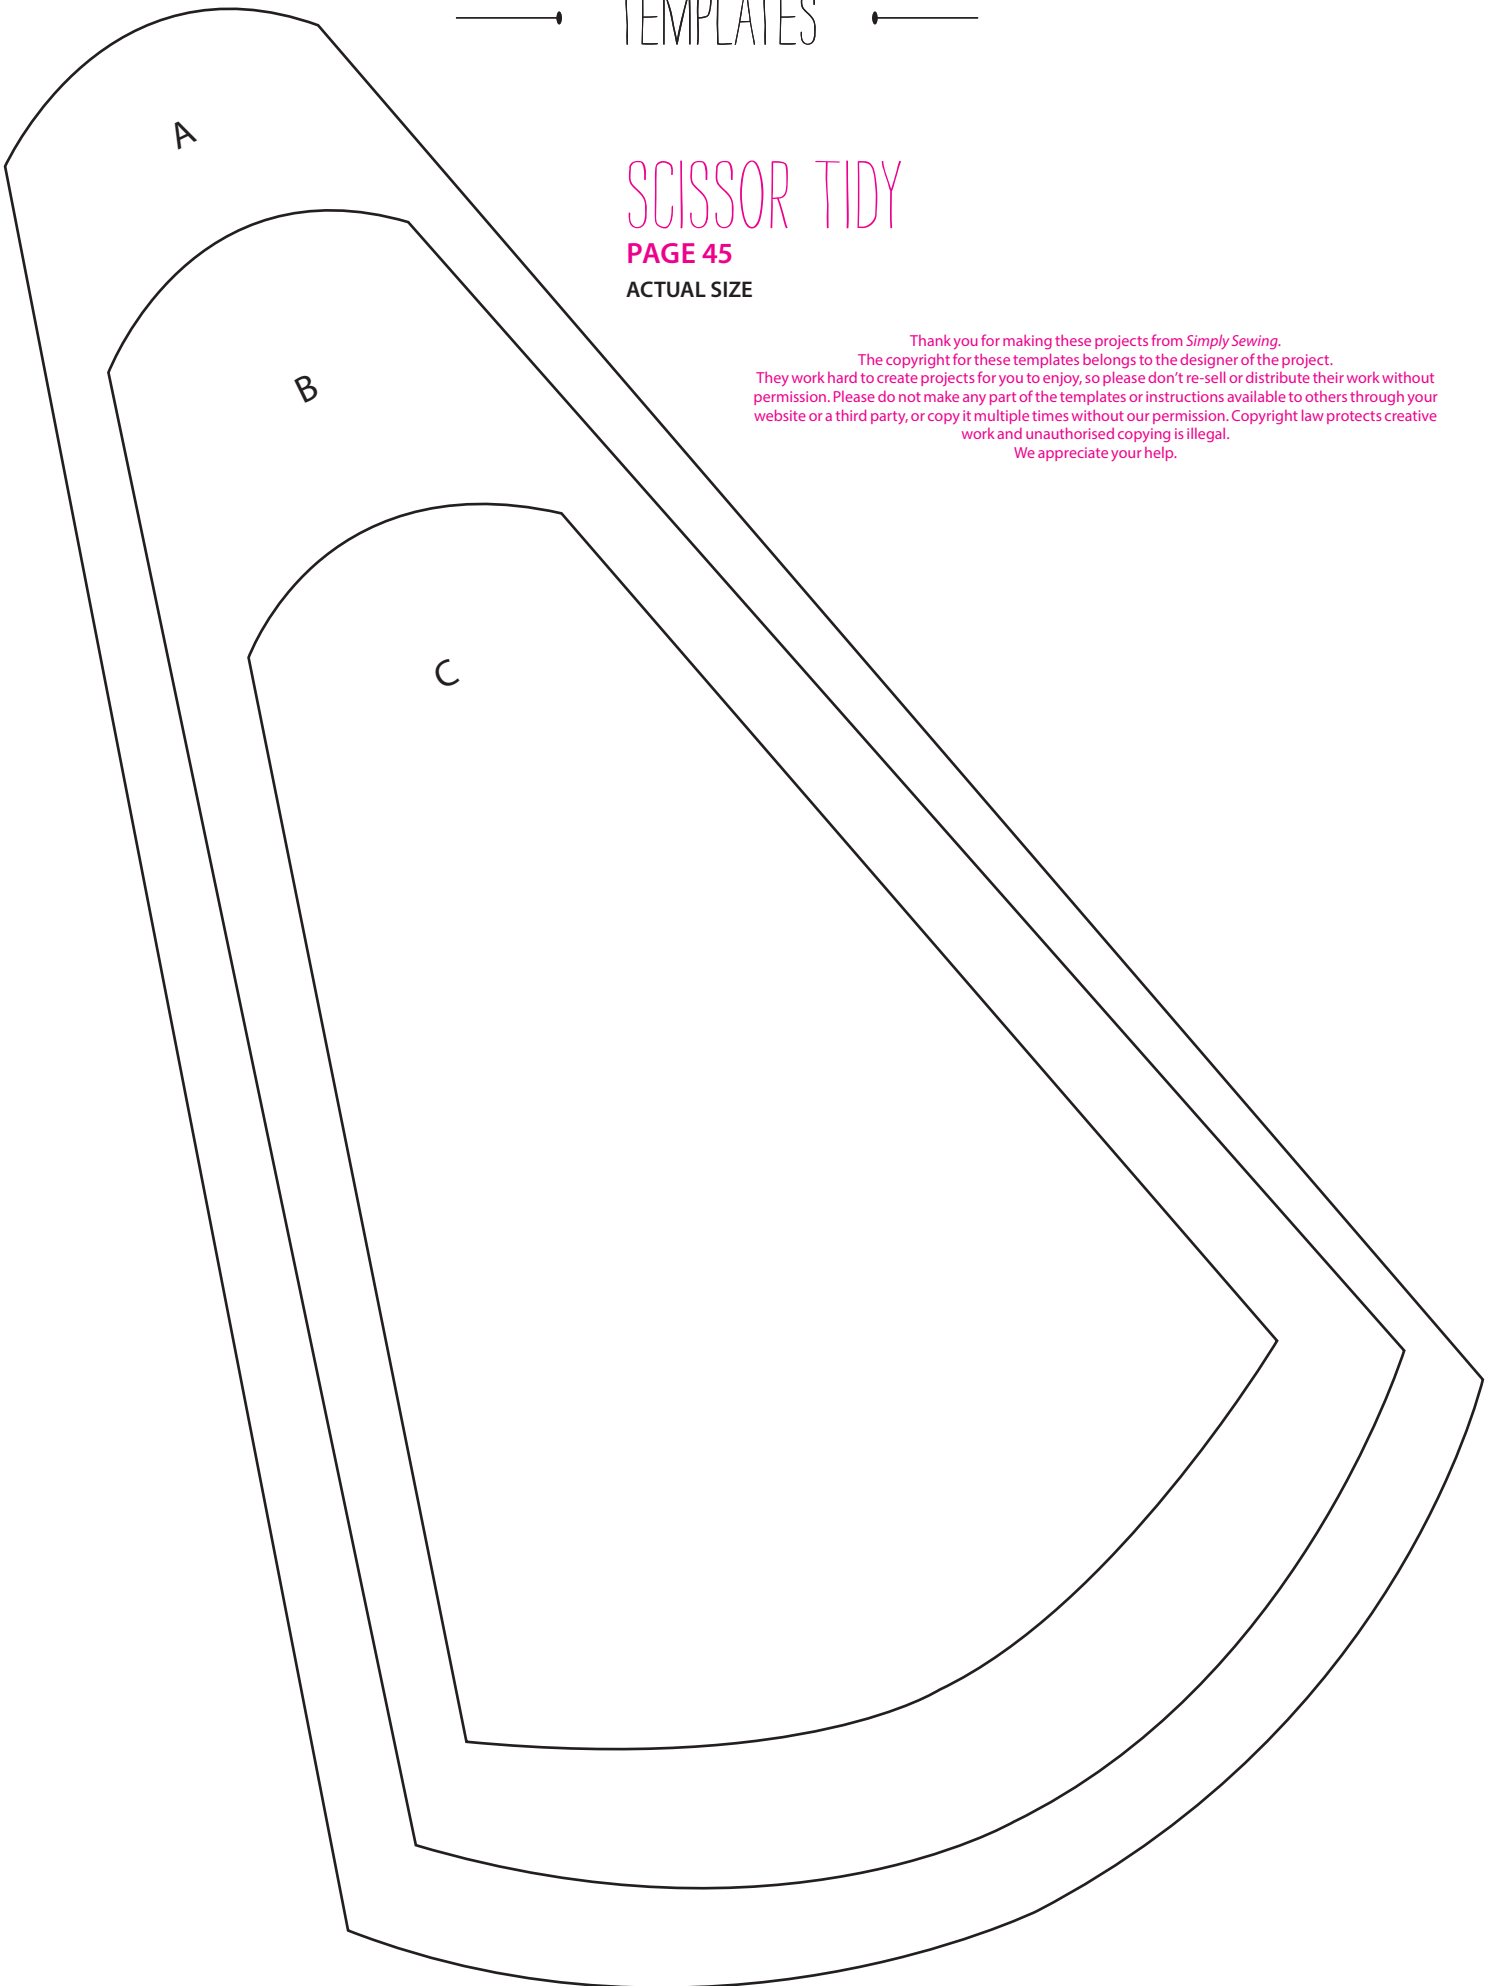 TEMPLATES
A
SCISSOR TIDY
PAGE 45
ACTUAL SIZE
Thank you for making these projects from Simply Sewing.
The copyright for these templates belongs to the designer of the project.
They work hard to create projects for you to enjoy, so please don't re-sell or distribute their work without
permission. Please do not make any part of the templates or instructions available to others through your
website or a third party, or copy it multiple times without our permission. Copyright law protects creative
work and unauthorised copying is illegal.
We appreciate your help.
B
C